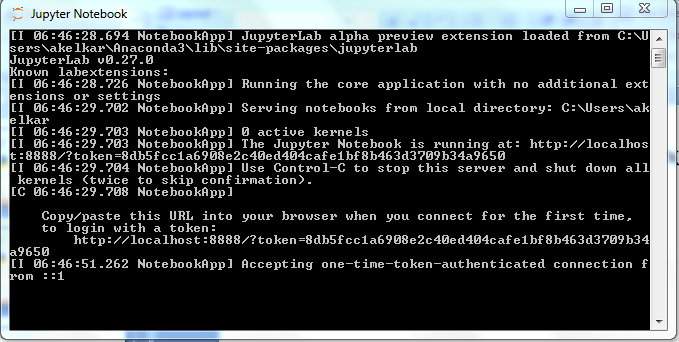 Jupyter Notebook
[I 06:46:28.694 NotebookApp] JupyterLab alpha preview extension loaded from C:\U
sers\akelkar\Anaconda3\lib\site-packages\jupyterlab
JupyterLab v0.27.0
Known labextensions:
[I 06:46:28.726 NotebookApp] Running the core application with no additional ext
ensions or settings
[I 06:46:29.702 NotebookApp] Serving notebooks from local directory: C:\Users\ak
elkar
[I 06:46:29.703 NotebookApp] 0 active kernels
[I 06:46:29.703 NotebookApp] The Jupyter Notebook is running at: http://localhos
t:8888/?token=8db5fcc1a6908e2c40ed404cafe1bf8b463d3709b34a9650
[I 06:46:29.704 NotebookApp] Use Control-C to stop this server and shut down all
 kernels (twice to skip confirmation).
[C 06:46:29.708 NotebookApp]

    Copy/paste this URL into your browser when you connect for the first time,
    to login with a token:
        http://localhost:8888/?token=8db5fcc1a6908e2c40ed404cafe1bf8b463d3709b34
a9650
[I 06:46:51.262 NotebookApp] Accepting one-time-token-authenticated connection f
rom ::1